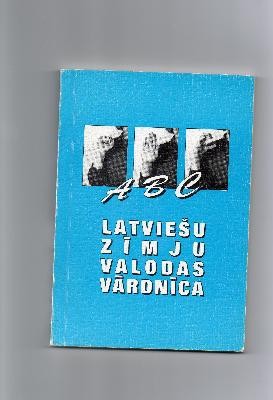 ABC
LATVIEŠU
ZĪMJU
VALODAS
VĀRDNĪCA